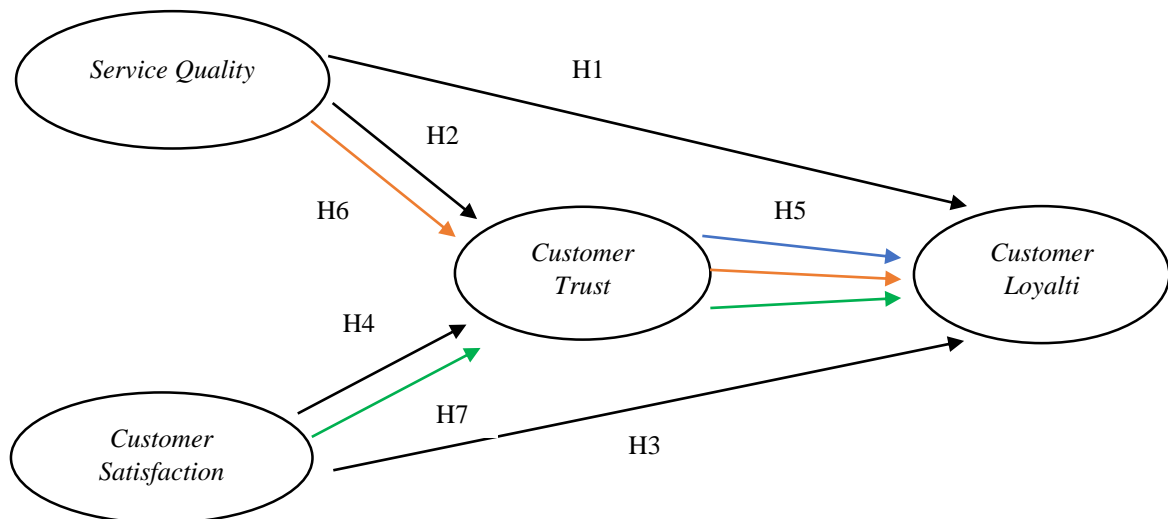 Service Quality
H1
H2
H6
H5
Customer
Trust
Customer
Loyalti
H4
H7
H3
Customer
Satisfaction